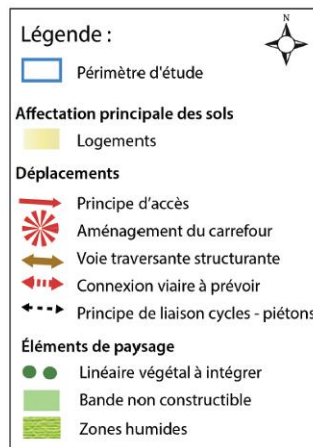 N
Légende :
Périmètre d'étude
Affectation principale des sols
Logements
Déplacements
Principe d'accès
Aménagement du carrefour
Voie traversante structurante
Connexion viaire à prévoir
Principe de liaison cycles - piétons
Éléments de paysage
Linéaire végétal à intégrer
Bande non constructible
Zones humides